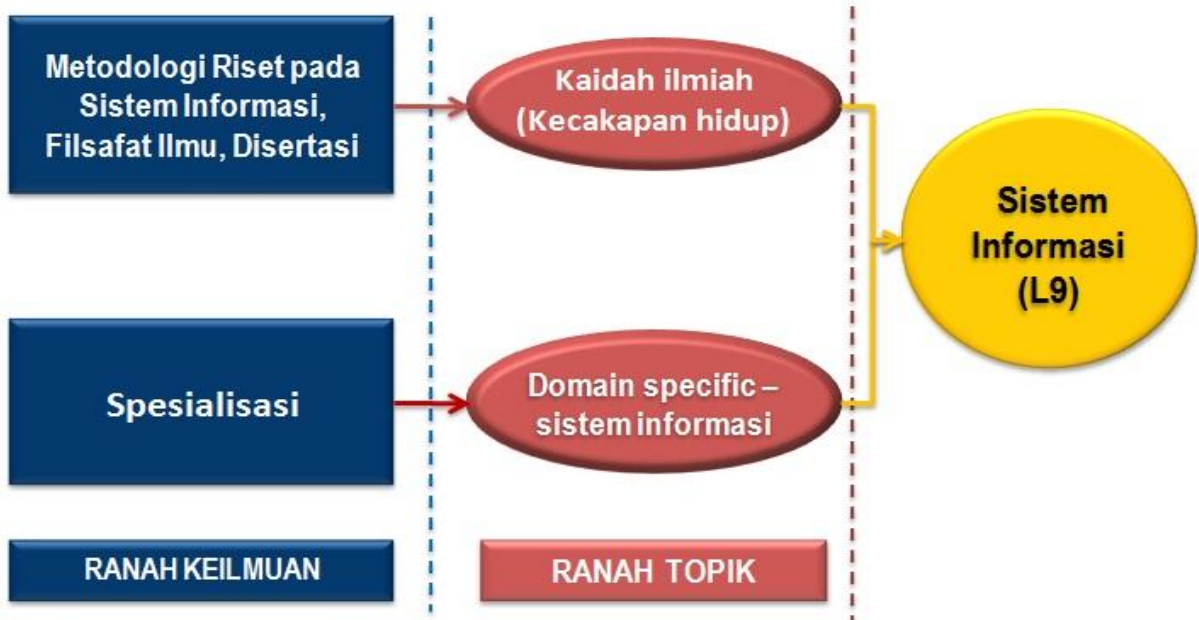 Metodologi Riset pada
Sistem Informasi,
Filsafat Ilmu, Disertasi
Kaidah ilmiah
(Kecakapan hidup)
Sistem
Informasi
(L9)
Spesialisasi
Domain specific –
sistem informasi
RANAH KEILMUAN
RANAH TOPIK